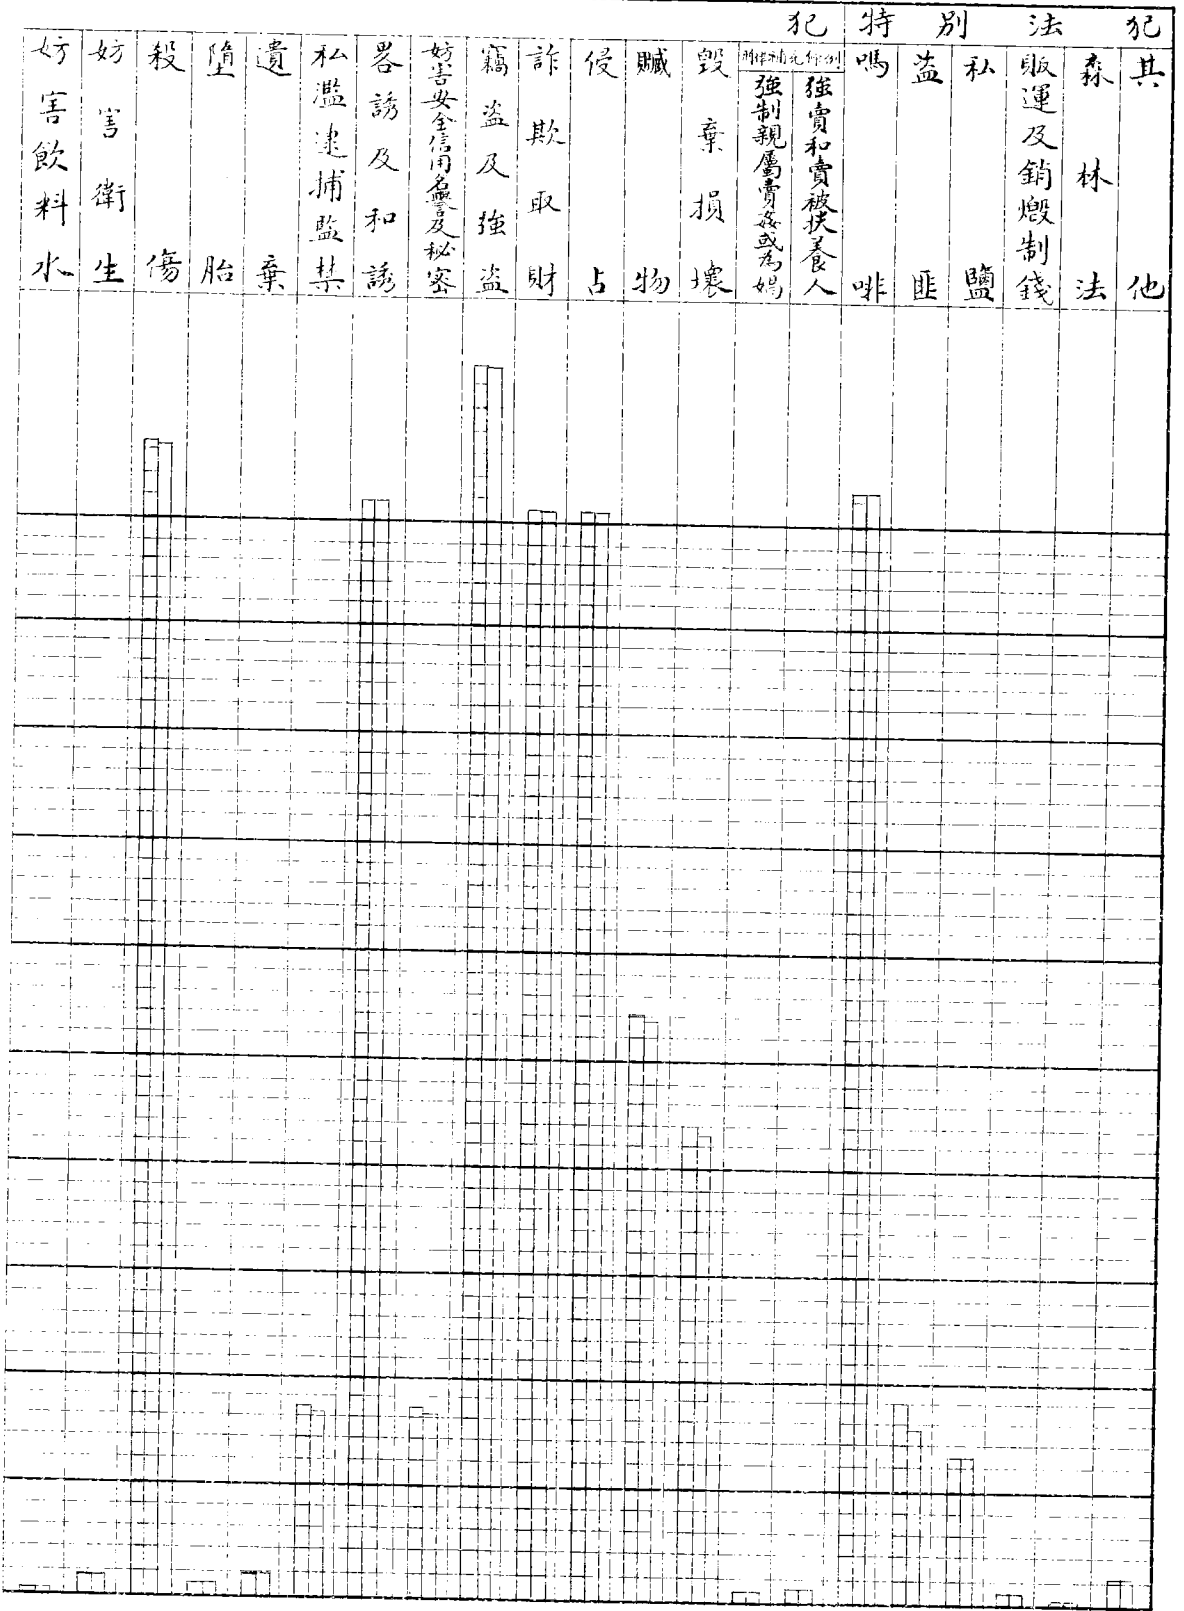 犯
特別法犯
妨害飲料水
妨害衛生
殺傷
墮胎
遺棄
私濫逮捕監禁
畧誘及和誘
妨害安全信用名譽及秘密
竊盗及強盗
詐欺取財
侵占
贓物
毀棄損壞
刑律補充條例
強制親屬賣姦或為娼
強賣和賣被扶養人
嗎啡
盗匪
私鹽
販運及銷燬制錢
森林法
其他